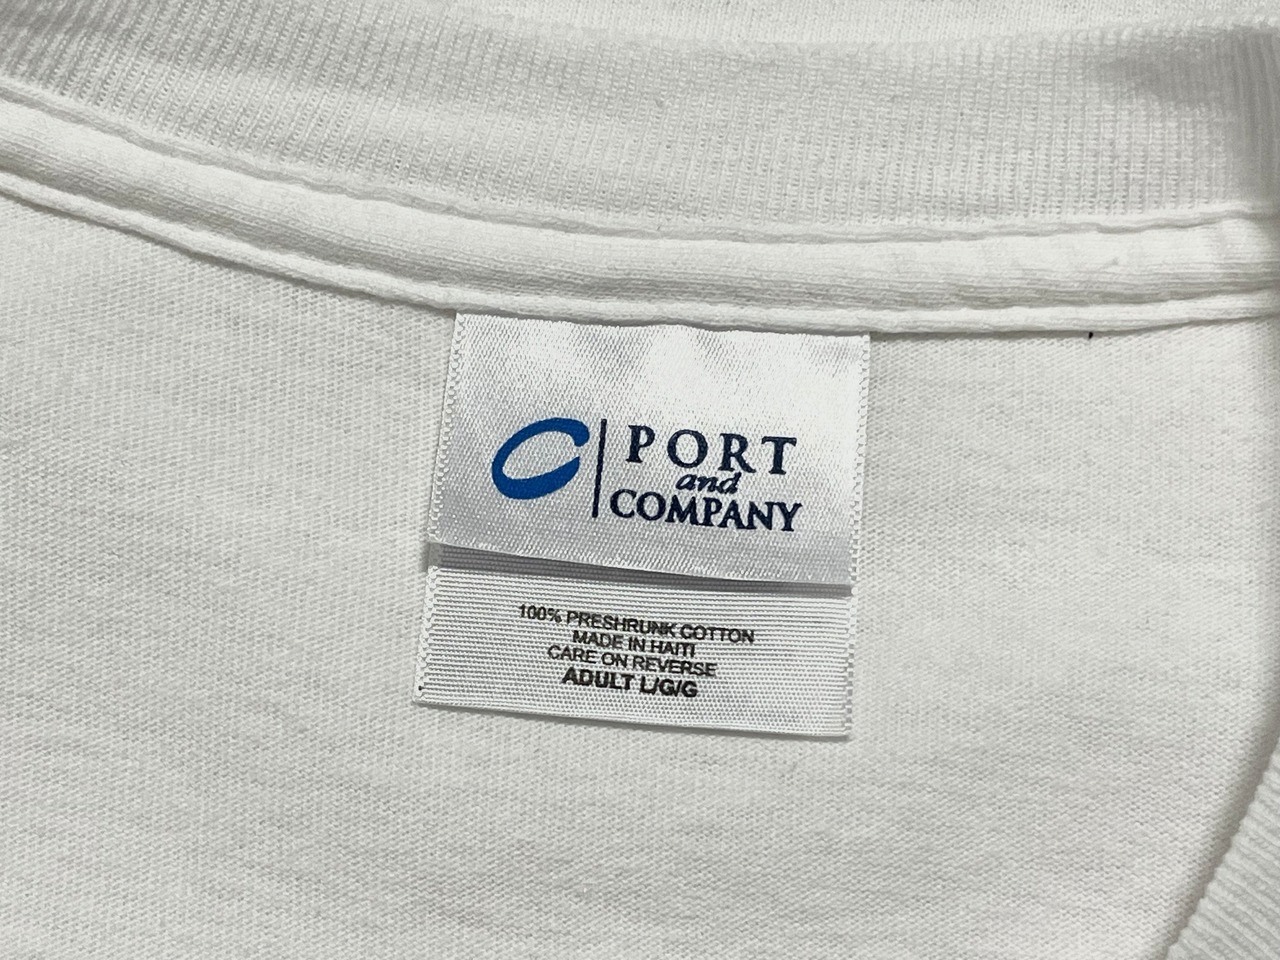 PORT
and
COMPANY
100% PRESHRUNK COTTON
MADE IN HAITI
CARE ON REVERSE
ADULT L/G/G